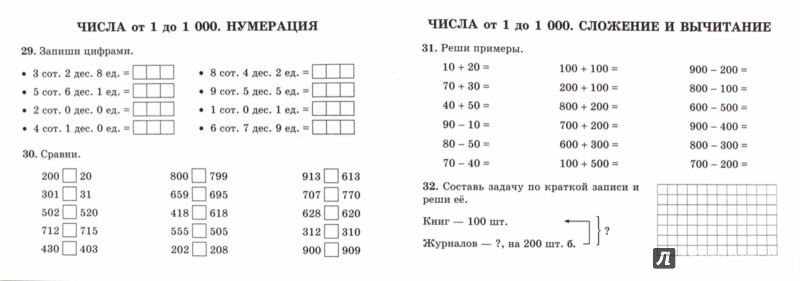 ЧИСЛА от 1 до 1 000. НУМЕРАЦИЯ
29. Запиши цифрами.
• 3 сот. 2 дес. 8 ед. =
• 8 сот. 4 дес. 2 ед. =
• 5 сот. 6 дес. 1 ед. =
• 9 сот. 5 дес. 5 ед. =
• 2 сот. 0 дес. 0 ед. =
• 1 сот. 0 дес. 1 ед. =
• 4 сот. 1 дес. 0 ед. =
• 6 сот. 7 дес. 9 ед. =
30. Сравни.
200 20 800 799 913 613
301 31 659 695 707 770
502 520 418 618 628 620
712 715 555 505 312 310
430 403 202 208 900 909
ЧИСЛА от 1 до 1 000. СЛОЖЕНИЕ И ВЫЧИТАНИЕ
31. Реши примеры.
10 + 20 = 100 + 100 = 900 – 200 =
70 + 30 = 200 + 100 = 800 – 100 =
40 + 50 = 800 + 200 = 600 – 500 =
90 – 10 = 700 + 200 = 900 – 400 =
80 – 50 = 600 + 300 = 800 – 300 =
70 – 40 = 100 + 500 = 700 – 200 =
32. Составь задачу по краткой записи и
реши её.
Книг — 100 шт.
?
Журналов — ?, на 200 шт. б.
Л